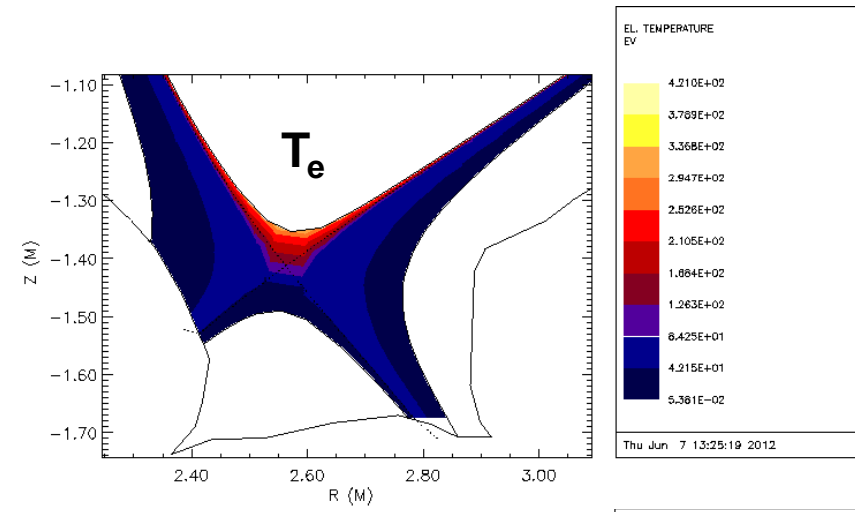 EL. TEMPERATURE
EV
4.210E+02
3.789E+02
3.368E+02
2.947E+02
2.526E+02
2.105E+02
1.684E+02
1.263E+02
8.425E+01
4.215E+01
5.361E-02
Thu Jun 7 13:25:19 2012
Te
−1.10
−1.20
−1.30
−1.40
−1.50
−1.60
−1.70
Z (M)
2.40 2.60 2.80 3.00
R (M)